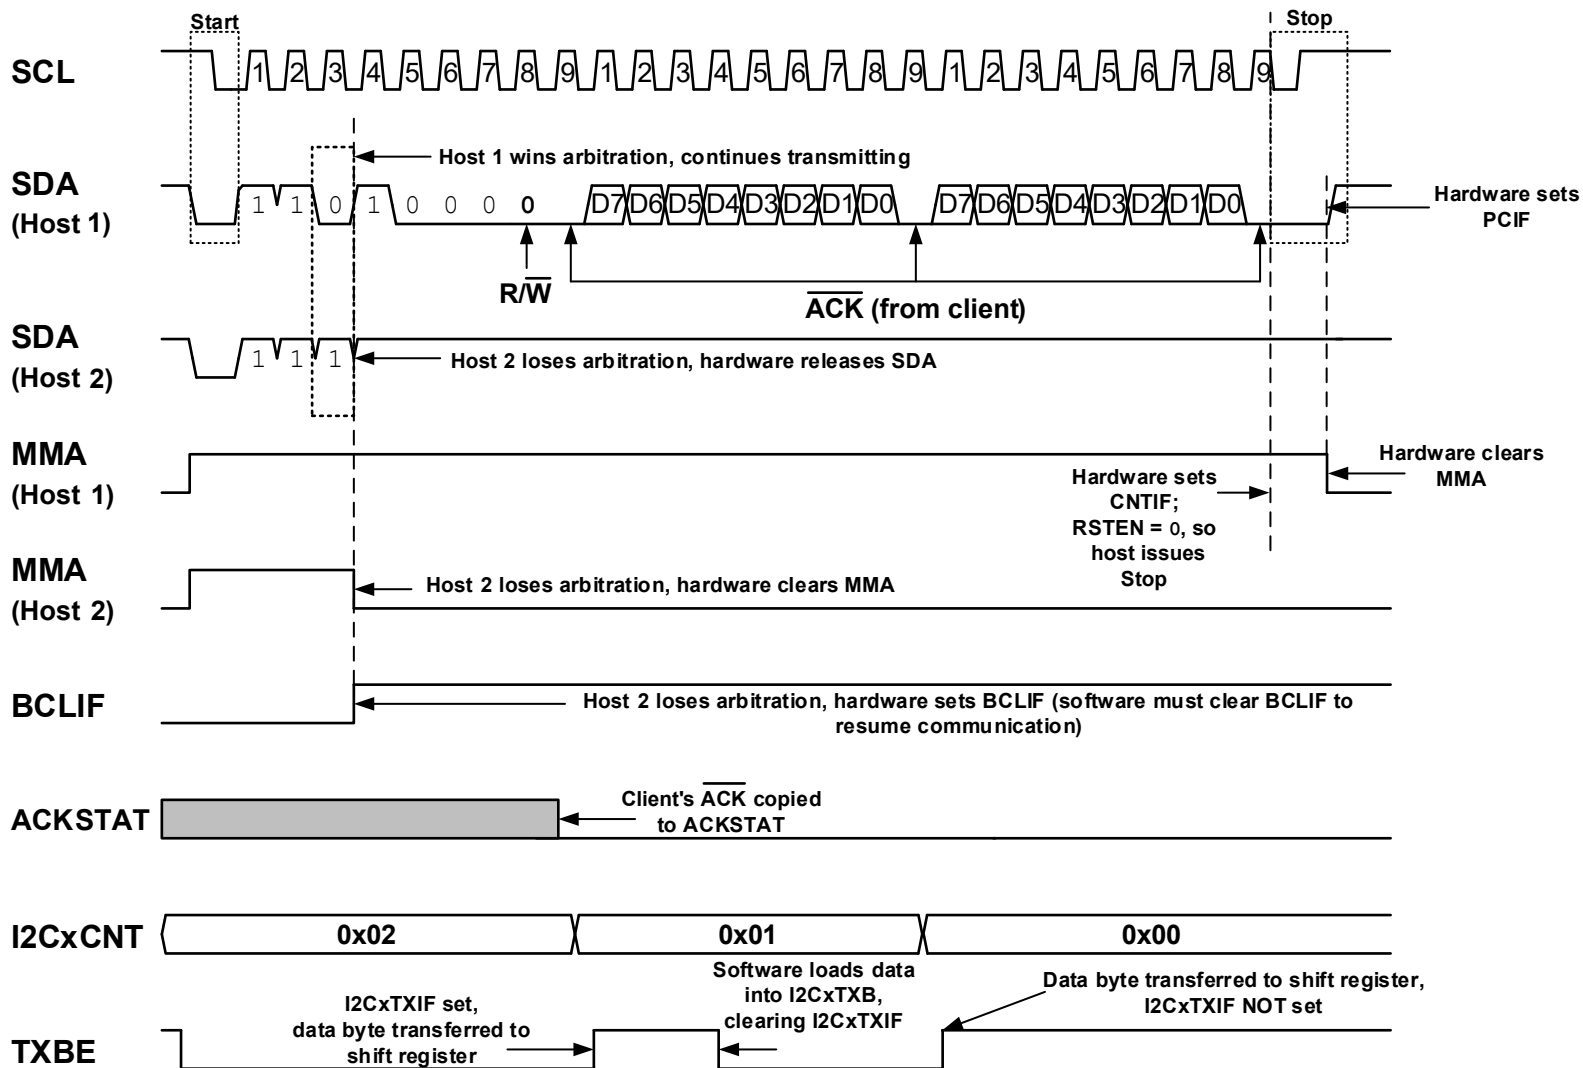 Start
Stop
SCL
1 2 3 4 5 6 7 8 9 1 2 3 4 5 6 7 8 9 1 2 3 4 5 6 7 8 9
Host 1 wins arbitration, continues transmitting
SDA
(Host 1)
1 1 0 1 0 0 0 0 D7 D6 D5 D4 D3 D2 D1 D0 D7 D6 D5 D4 D3 D2 D1 D0
Hardware sets
PCIF
R/W
ACK (from client)
SDA
(Host 2)
1 1 1
Host 2 loses arbitration, hardware releases SDA
MMA
(Host 1)
Hardware clears
MMA
Hardware sets
CNTIF;
RSTEN = 0, so
host issues
Stop
MMA
(Host 2)
Host 2 loses arbitration, hardware clears MMA
BCLIF
Host 2 loses arbitration, hardware sets BCLIF (software must clear BCLIF to
resume communication)
ACKSTAT
Client's ACK copied
to ACKSTAT
I2CxCNT
0x02 0x01 0x00
TXBE
I2CxTXIF set,
data byte transferred to
shift register
Software loads data
into I2CxTXB,
clearing I2CxTXIF
Data byte transferred to shift register,
I2CxTXIF NOT set